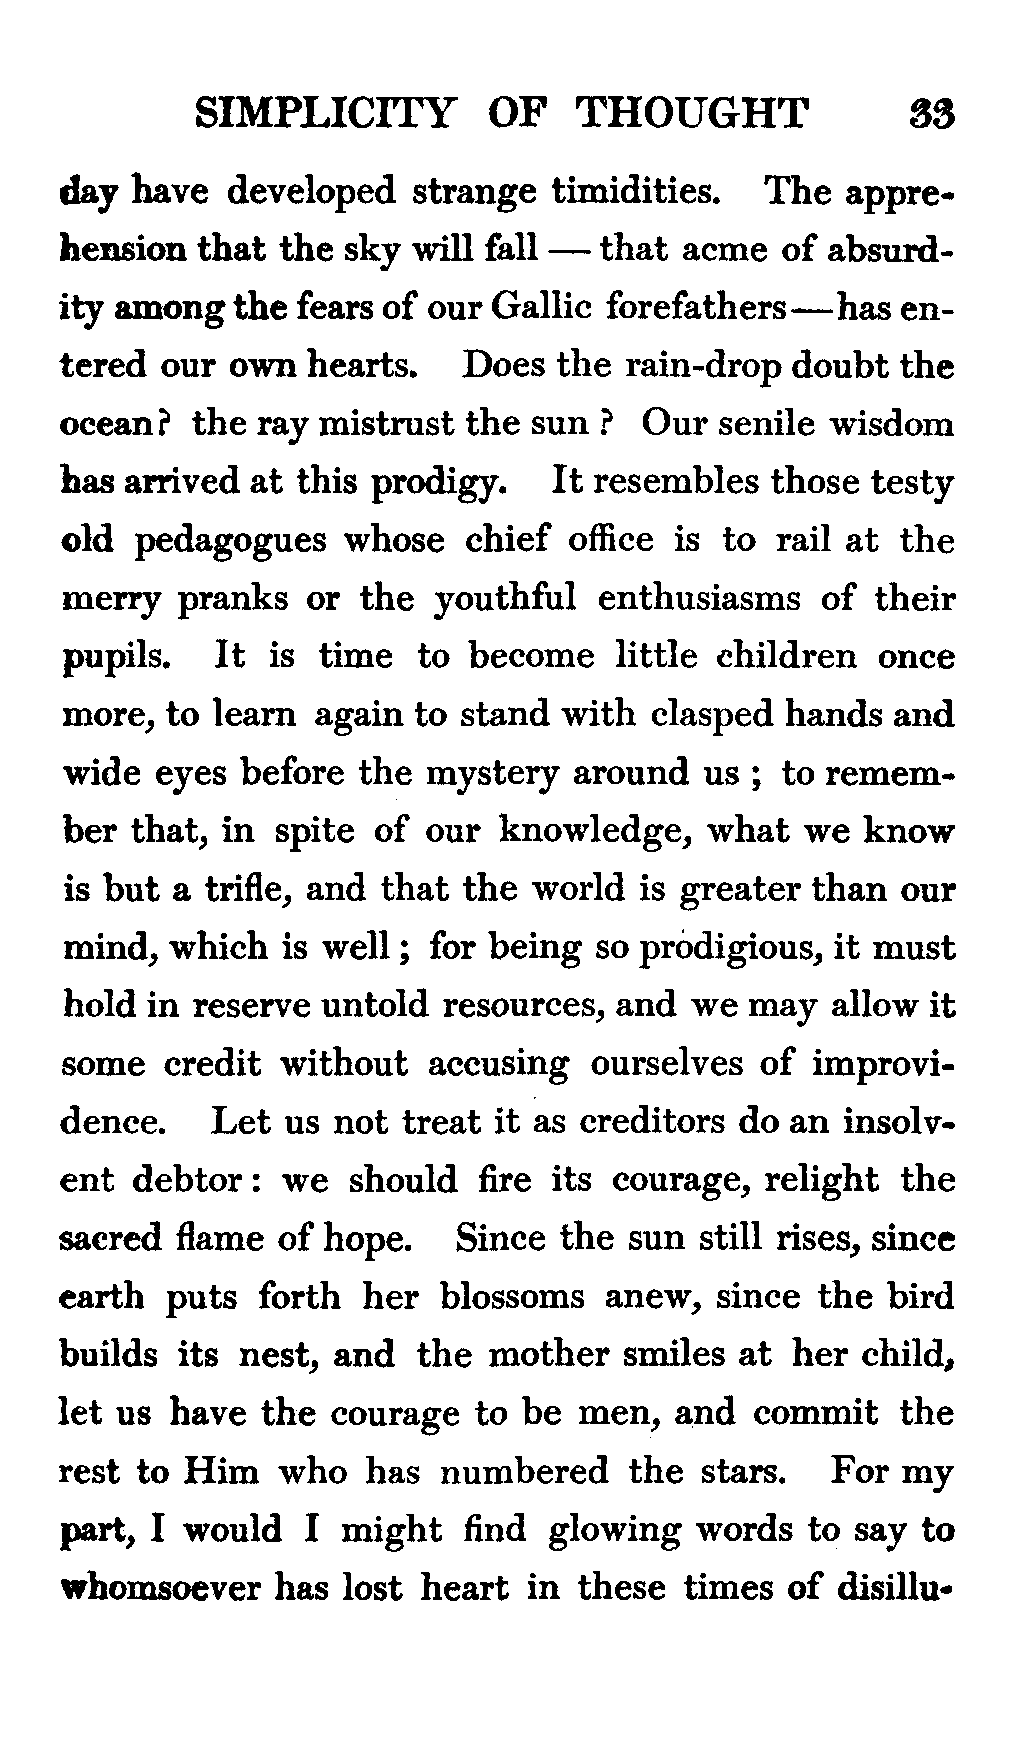 SIMPLICITY OF THOUGHT 33
day have developed strange timidities. The appre-
hension that the sky will fall — that acme of absurd-
ity among the fears of our Gallic forefathers—has en-
tered our own hearts. Does the rain-drop doubt the
ocean? the ray mistrust the sun ? Our senile wisdom
has arrived at this prodigy. It resembles those testy
old pedagogues whose chief office is to rail at the
merry pranks or the youthful enthusiasms of their
pupils. It is time to become little children once
more, to learn again to stand with clasped hands and
wide eyes before the mystery around us ; to remem-
ber that, in spite of our knowledge, what we know
is but a trifle, and that the world is greater than our
mind, which is well ; for being so prodigious, it must
hold in reserve untold resources, and we may allow it
some credit without accusing ourselves of improvi-
dence. Let us not treat it as creditors do an insolv-
ent debtor : we should fire its courage, relight the
sacred flame of hope. Since the sun still rises, since
earth puts forth her blossoms anew, since the bird
builds its nest, and the mother smiles at her child,
let us have the courage to be men, and commit the
rest to Him who has numbered the stars. For my
part, I would I might find glowing words to say to
whomsoever has lost heart in these times of disillu-